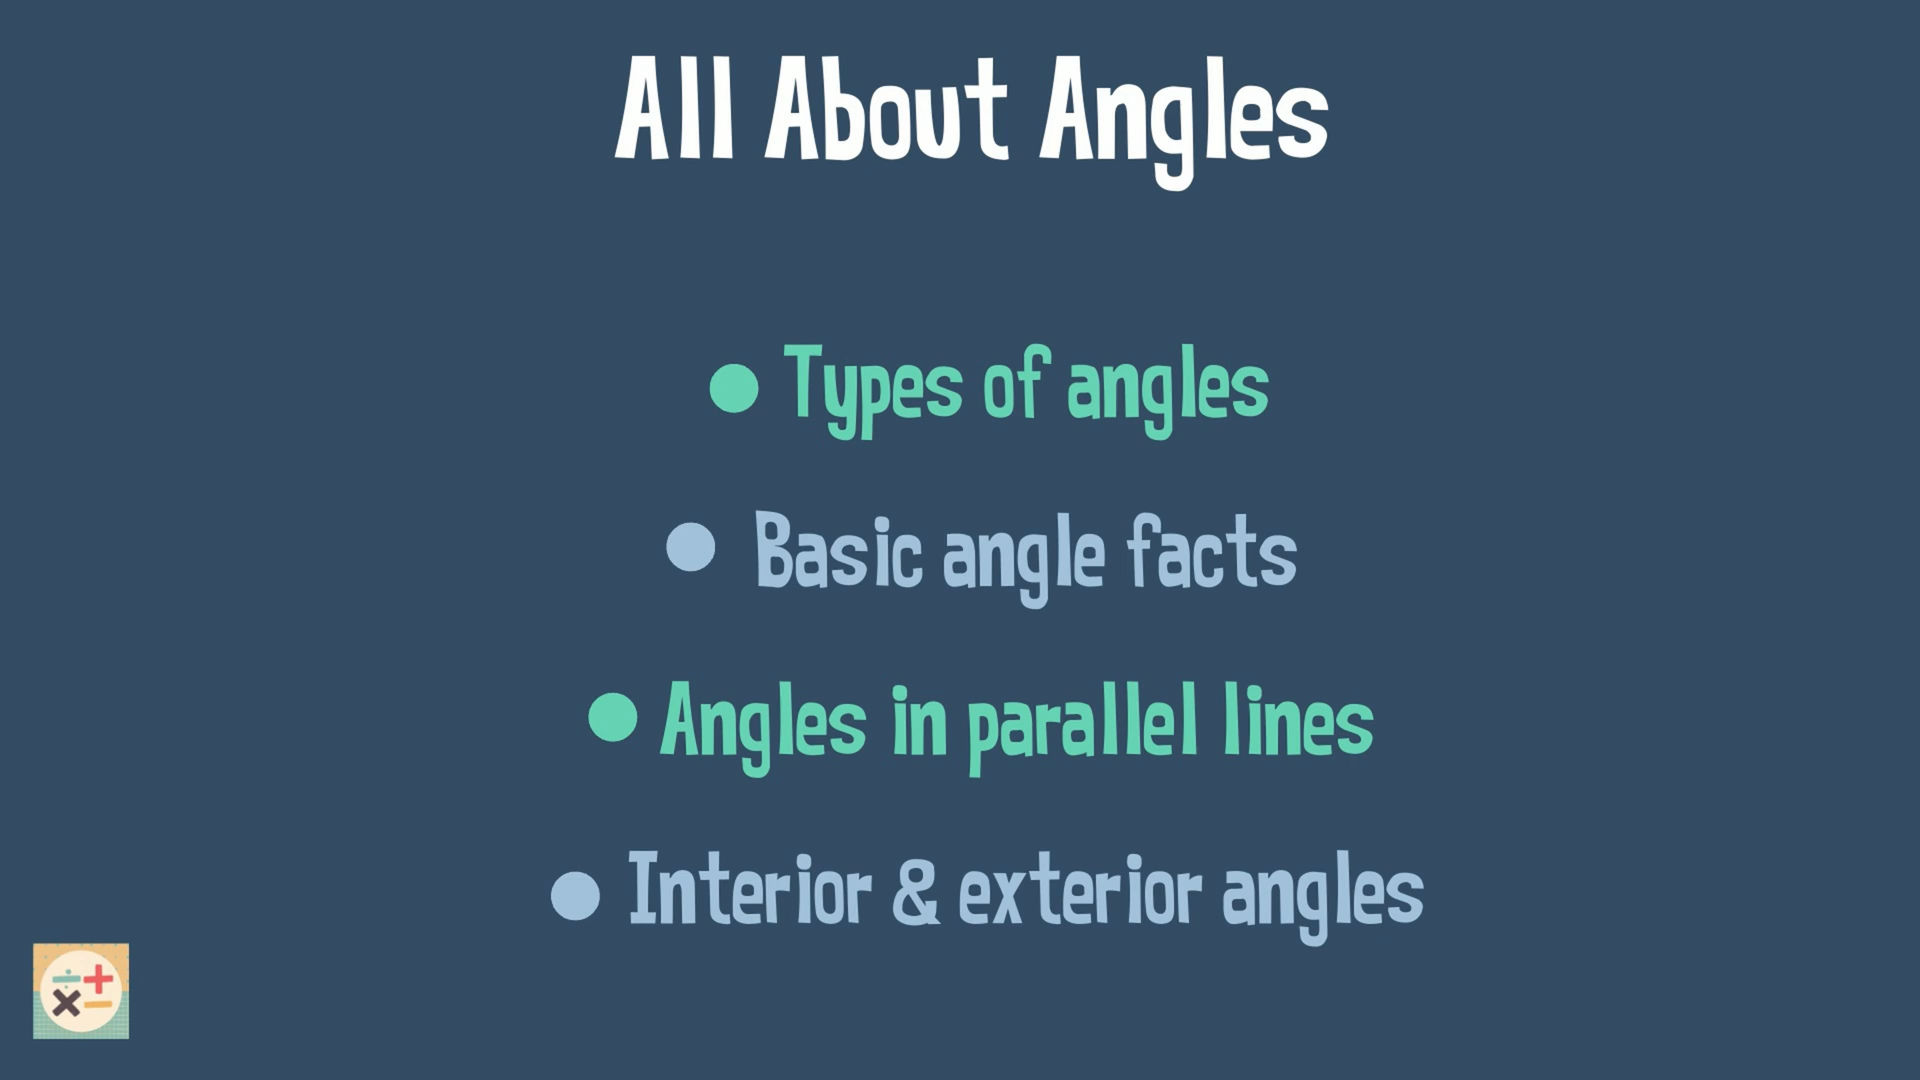 All About Angles
Types of angles
Basic angle facts
Angles in parallel lines
Interior & exterior angles